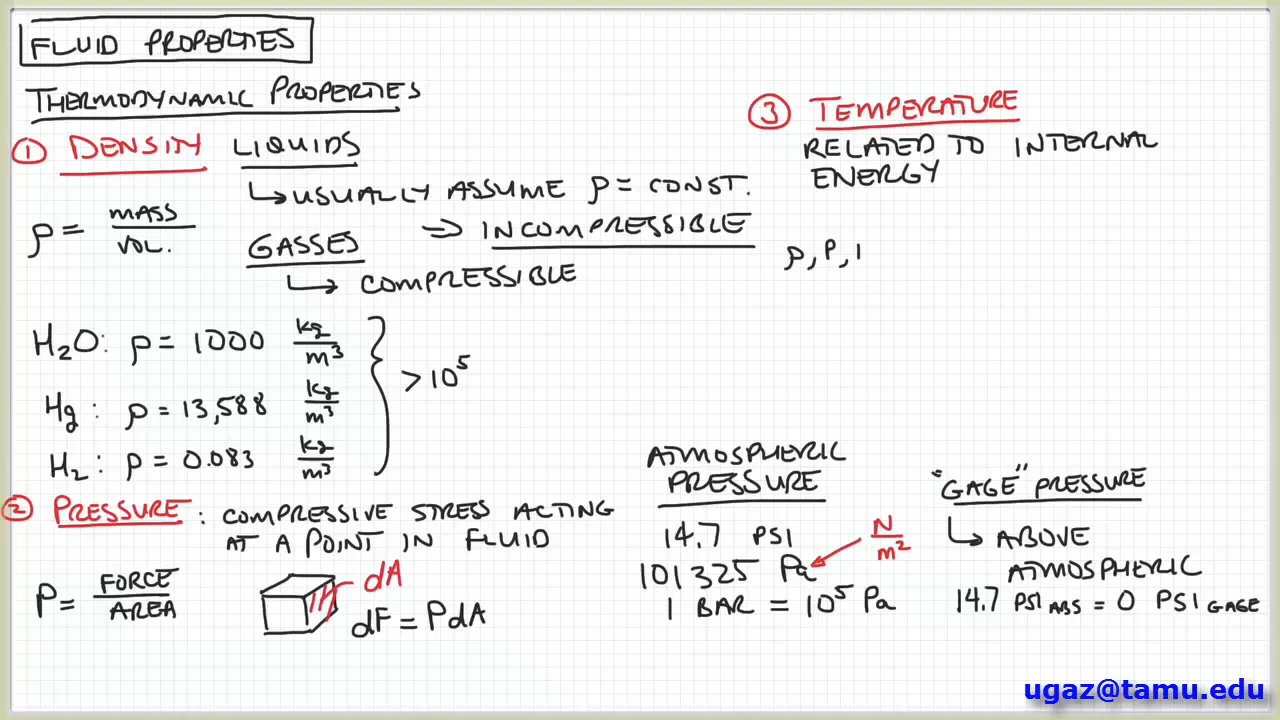 FLUID PROPERTIES
THERMODYNAMIC PROPERTIES
① DENSITY
ρ = MASS / VOL.
LIQUIDS
↳ USUALLY ASSUME ρ = CONST.
⇒ INCOMPRESSIBLE
GASSES
↳ COMPRESSIBLE
H₂O: ρ = 1000 kg/m³
Hg: ρ = 13,588 kg/m³
H₂: ρ = 0.083 kg/m³
} > 10⁵
② PRESSURE: COMPRESSIVE STRESS ACTING
AT A POINT IN FLUID
P = FORCE / AREA
dA
dF = PdA
ATMOSPHERIC
PRESSURE
14.7 PSI
101325 Pa
N / m²
1 BAR = 10⁵ Pa
"GAGE" PRESSURE
↳ ABOVE
ATMOSPHERIC
14.7 PSI ABS = 0 PSI GAGE
③ TEMPERATURE
RELATED TO INTERNAL
ENERGY
ρ, P,
ugaz@tamu.edu